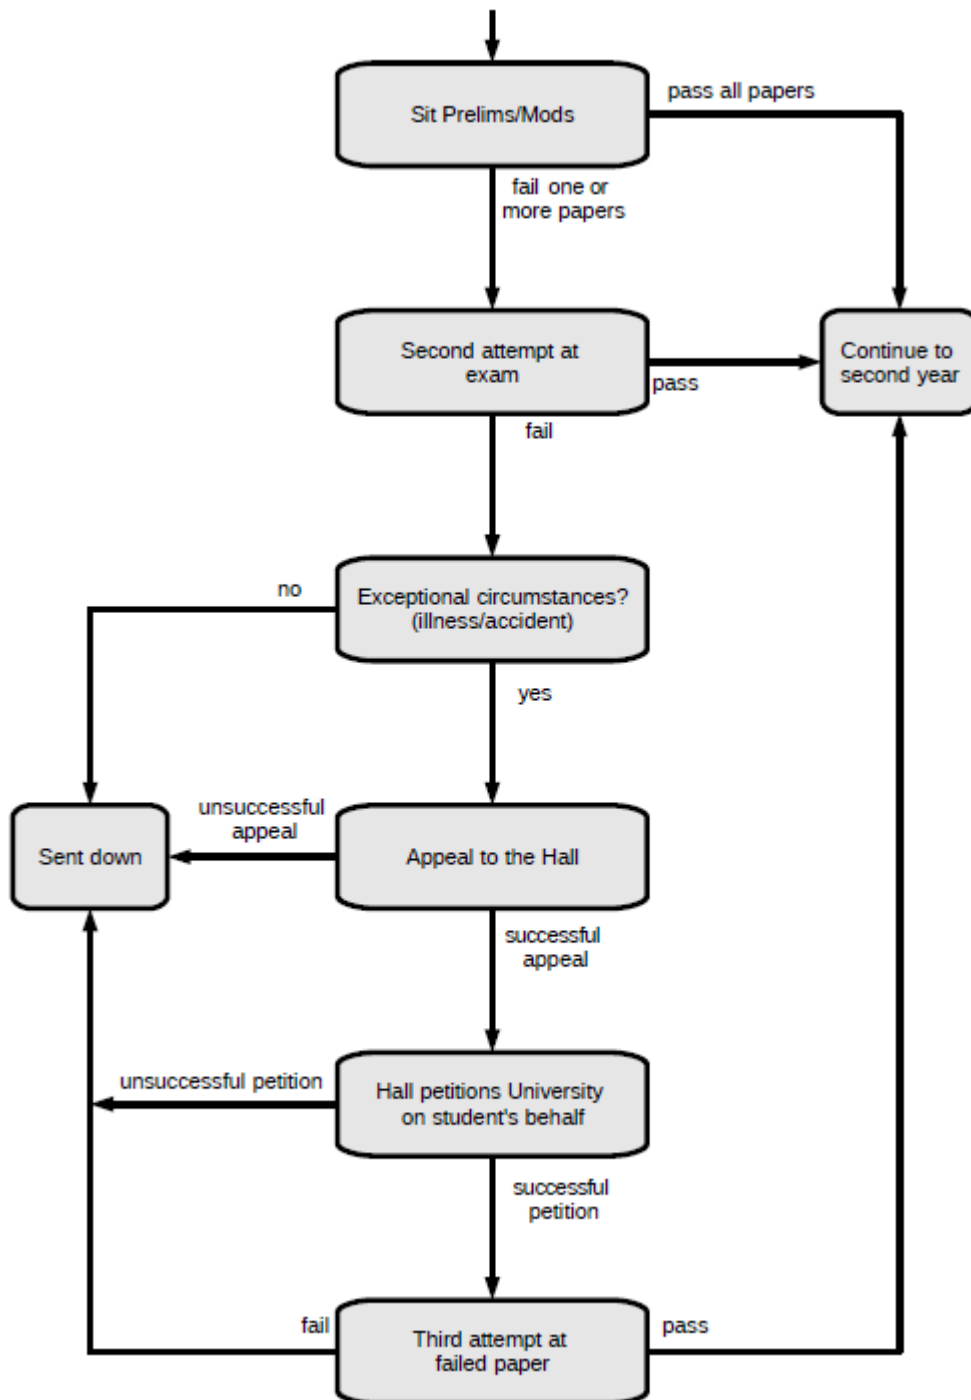 Sit Prelims/Mods
pass all papers
fail one or
more papers
Second attempt at
exam
pass
Continue to
second year
fail
Exceptional circumstances?
(illness/accident)
no
yes
Sent down
unsuccessful
appeal
Appeal to the Hall
successful
appeal
unsuccessful petition
Hall petitions University
on student's behalf
successful
petition
fail
Third attempt at
failed paper
pass